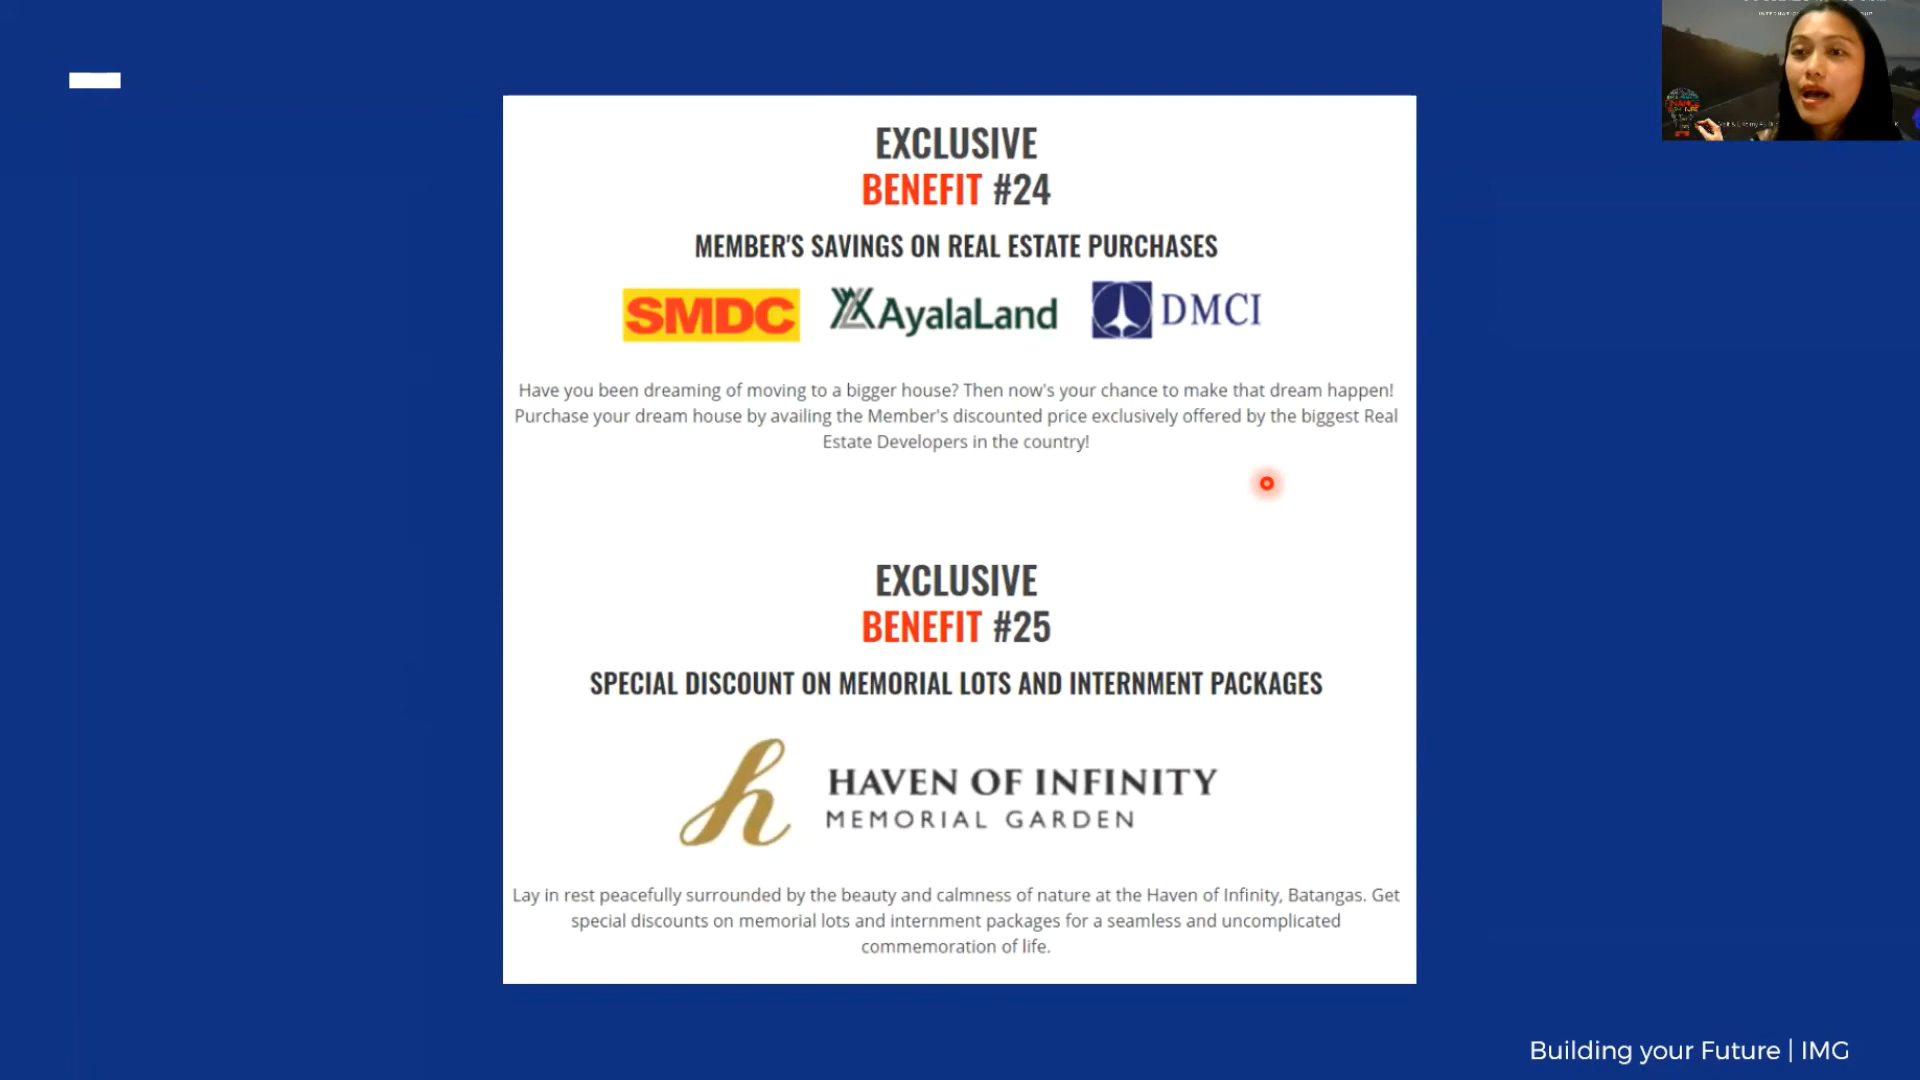 EXCLUSIVE
BENEFIT #24
MEMBER'S SAVINGS ON REAL ESTATE PURCHASES
SMDC AyalaLand DMCI
Have you been dreaming of moving to a bigger house? Then now's your chance to make that dream happen!
Purchase your dream house by availing the Member's discounted price exclusively offered by the biggest Real
Estate Developers in the country!
EXCLUSIVE
BENEFIT #25
SPECIAL DISCOUNT ON MEMORIAL LOTS AND INTERNMENT PACKAGES
h HAVEN OF INFINITY
MEMORIAL GARDEN
Lay in rest peacefully surrounded by the beauty and calmness of nature at the Haven of Infinity, Batangas. Get
special discounts on memorial lots and internment packages for a seamless and uncomplicated
commemoration of life.
Building your Future | IMG